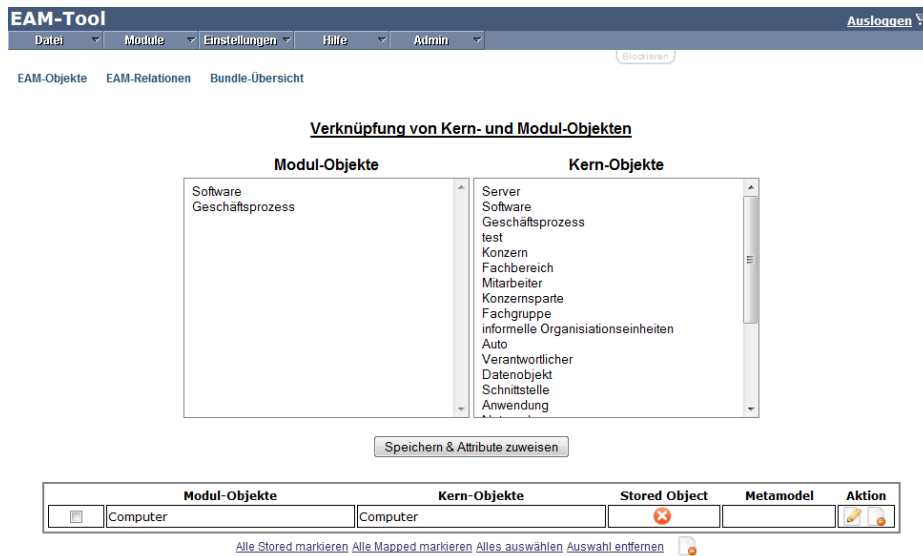 EAM-Tool
Ausloggen
Datei Module Einstellungen Hilfe Admin
Blockieren
EAM-Objekte EAM-Relationen Bundle-Übersicht
Verknüpfung von Kern- und Modul-Objekten
Modul-Objekte
Software
Geschäftsprozess
Kern-Objekte
Server
Software
Geschäftsprozess
test
Konzern
Fachbereich
Mitarbeiter
Konzernsparte
Fachgruppe
informelle Organisiationseinheiten
Auto
Verantwortlicher
Datenobjekt
Schnittstelle
Anwendung
Speichern & Attribute zuweisen
Modul-Objekte Kern-Objekte Stored Object Metamodel Aktion
Computer Computer
Alle Stored markieren Alle Mapped markieren Alles auswählen Auswahl entfernen